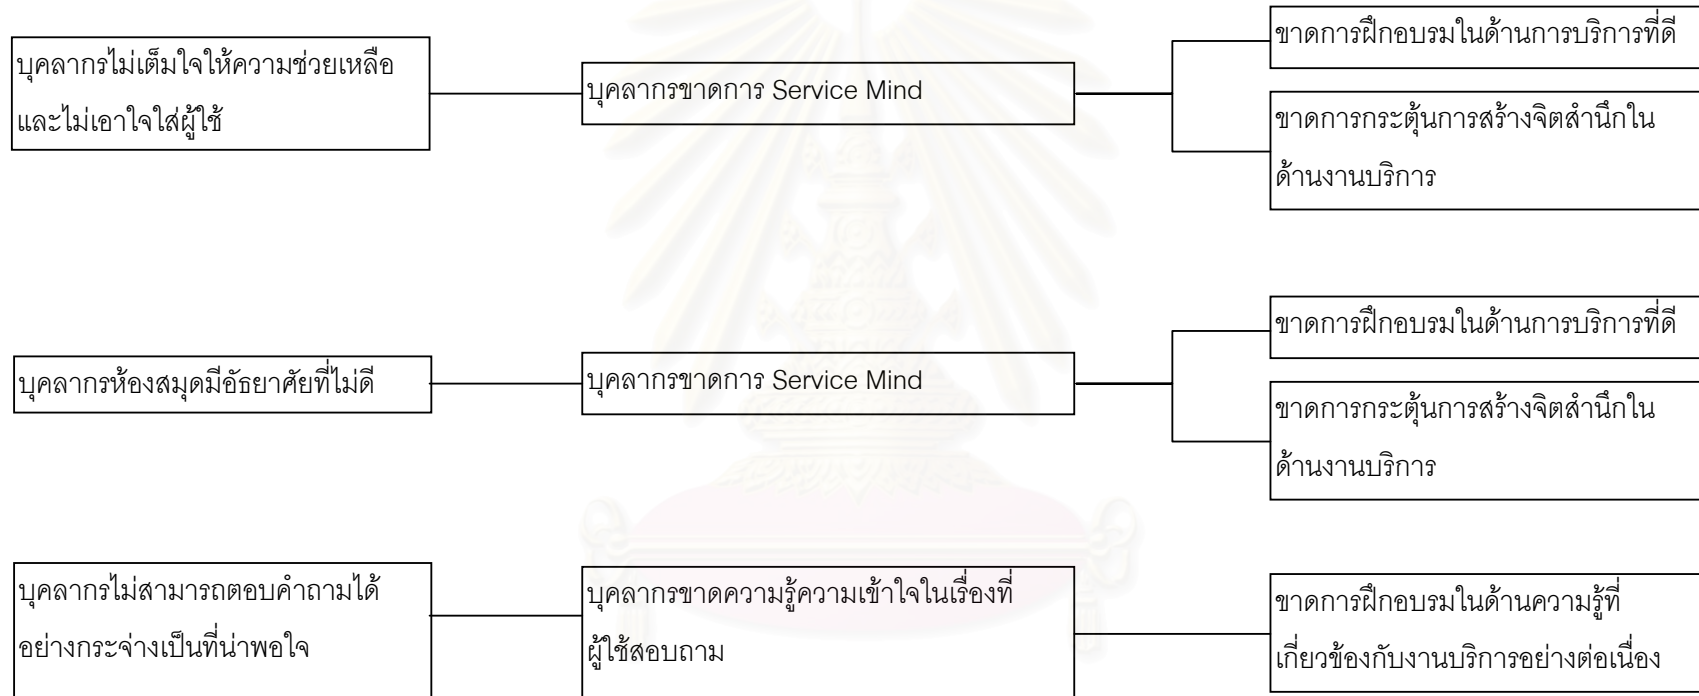 บุคลากรไม่เต็มใจให้ความช่วยเหลือ
และไม่เอาใจใส่ผู้ใช้
บุคลากรขาดการ Service Mind
ขาดการฝึกอบรมในด้านการบริการที่ดี
ขาดการกระตุ้นการสร้างจิตสำนึกใน
ด้านงานบริการ
บุคลากรห้องสมุดมีอัธยาศัยที่ไม่ดี
บุคลากรขาดการ Service Mind
ขาดการฝึกอบรมในด้านการบริการที่ดี
ขาดการกระตุ้นการสร้างจิตสำนึกใน
ด้านงานบริการ
บุคลากรไม่สามารถตอบคำถามได้
อย่างกระจ่างเป็นที่น่าพอใจ
บุคลากรขาดความรู้ความเข้าใจในเรื่องที่
ผู้ใช้สอบถาม
ขาดการฝึกอบรมในด้านความรู้ที่
เกี่ยวข้องกับงานบริการอย่างต่อเนื่อง